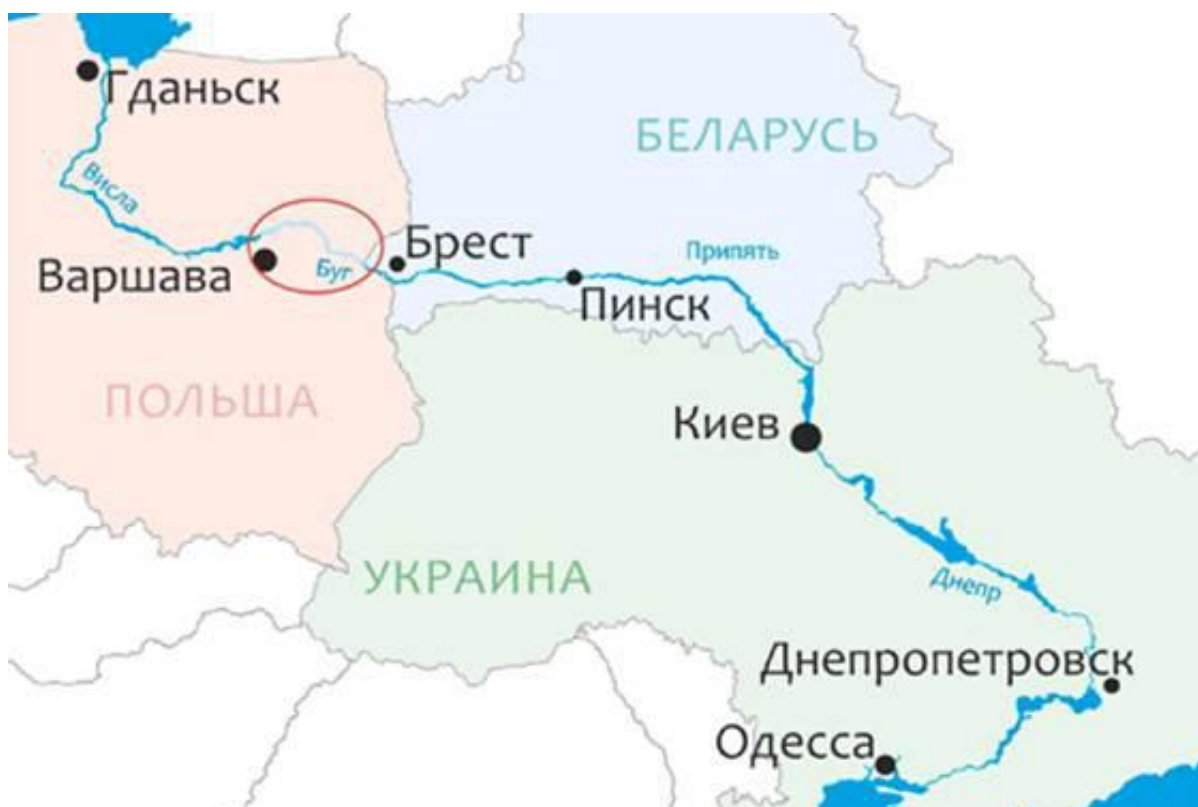 Гданьск
БЕЛАРУСЬ
Висла
Брест
Припять
Варшава
Буг
Пинск
ПОЛЬША
Киев
УКРАИНА
Днепр
Днепропетровск
Одесса